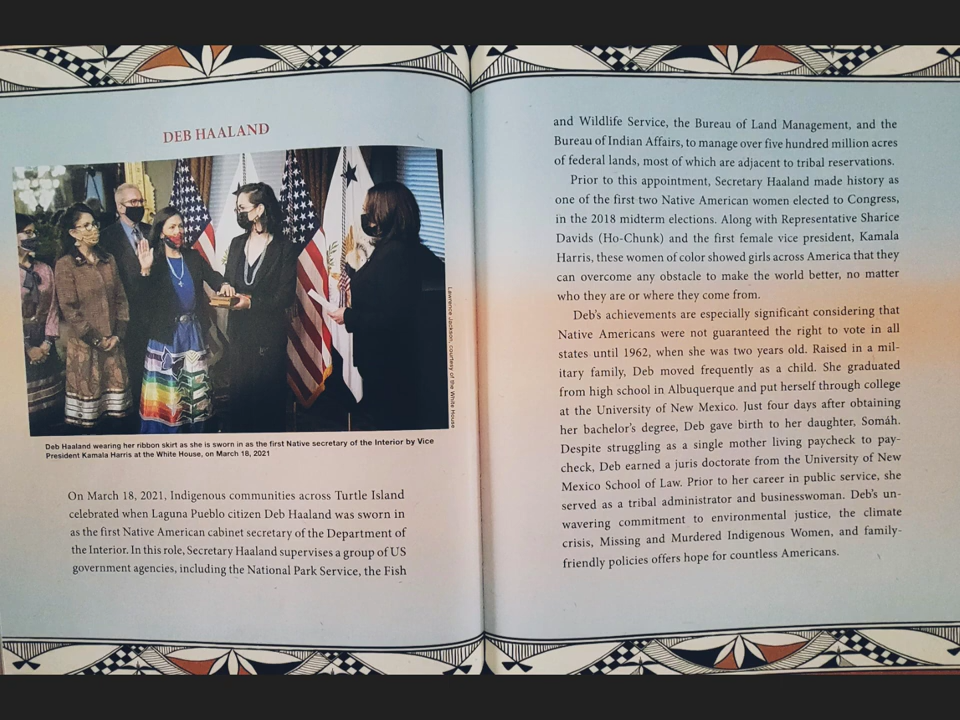 DEB HAALAND
Lawrence Jackson, courtesy of the White House
Deb Haaland wearing her ribbon skirt as she is sworn in as the first Native secretary of the Interior by Vice
President Kamala Harris at the White House, on March 18, 2021
On March 18, 2021, Indigenous communities across Turtle Island
celebrated when Laguna Pueblo citizen Deb Haaland was sworn in
as the first Native American cabinet secretary of the Department of
the Interior. In this role, Secretary Haaland supervises a group of US
government agencies, including the National Park Service, the Fish
and Wildlife Service, the Bureau of Land Management, and the
Bureau of Indian Affairs, to manage over five hundred million acres
of federal lands, most of which are adjacent to tribal reservations.
Prior to this appointment, Secretary Haaland made history as
one of the first two Native American women elected to Congress,
in the 2018 midterm elections. Along with Representative Sharice
Davids (Ho-Chunk) and the first female vice president, Kamala
Harris, these women of color showed girls across America that they
can overcome any obstacle to make the world better, no matter
who they are or where they come from.
Deb's achievements are especially significant considering that
Native Americans were not guaranteed the right to vote in all
states until 1962, when she was two years old. Raised in a mil-
itary family, Deb moved frequently as a child. She graduated
from high school in Albuquerque and put herself through college
at the University of New Mexico. Just four days after obtaining
her bachelor's degree, Deb gave birth to her daughter, Somáh.
Despite struggling as a single mother living paycheck to pay-
check, Deb earned a juris doctorate from the University of New
Mexico School of Law. Prior to her career in public service, she
served as a tribal administrator and businesswoman. Deb's un-
wavering commitment to environmental justice, the climate
crisis, Missing and Murdered Indigenous Women, and family-
friendly policies offers hope for countless Americans.